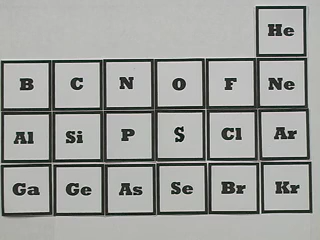 He
B C N O F Ne
Al Si P S Cl Ar
Ga Ge As Se Br Kr